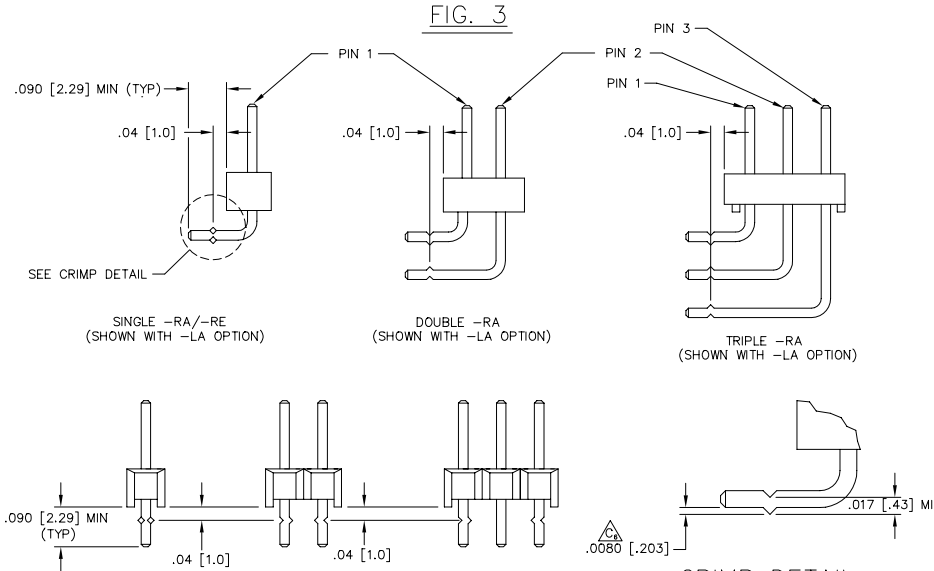 FIG. 3
PIN 3
PIN 1
PIN 2
PIN 1
.090 [2.29] MIN (TYP)
.04 [1.0]
.04 [1.0]
.04 [1.0]
SEE CRIMP DETAIL
SINGLE -RA/-RE
(SHOWN WITH -LA OPTION)
DOUBLE -RA
(SHOWN WITH -LA OPTION)
TRIPLE -RA
(SHOWN WITH -LA OPTION)
.090 [2.29] MIN
(TYP)
.04 [1.0]
.04 [1.0]
.017 [.43] MI
.0080 [.203]